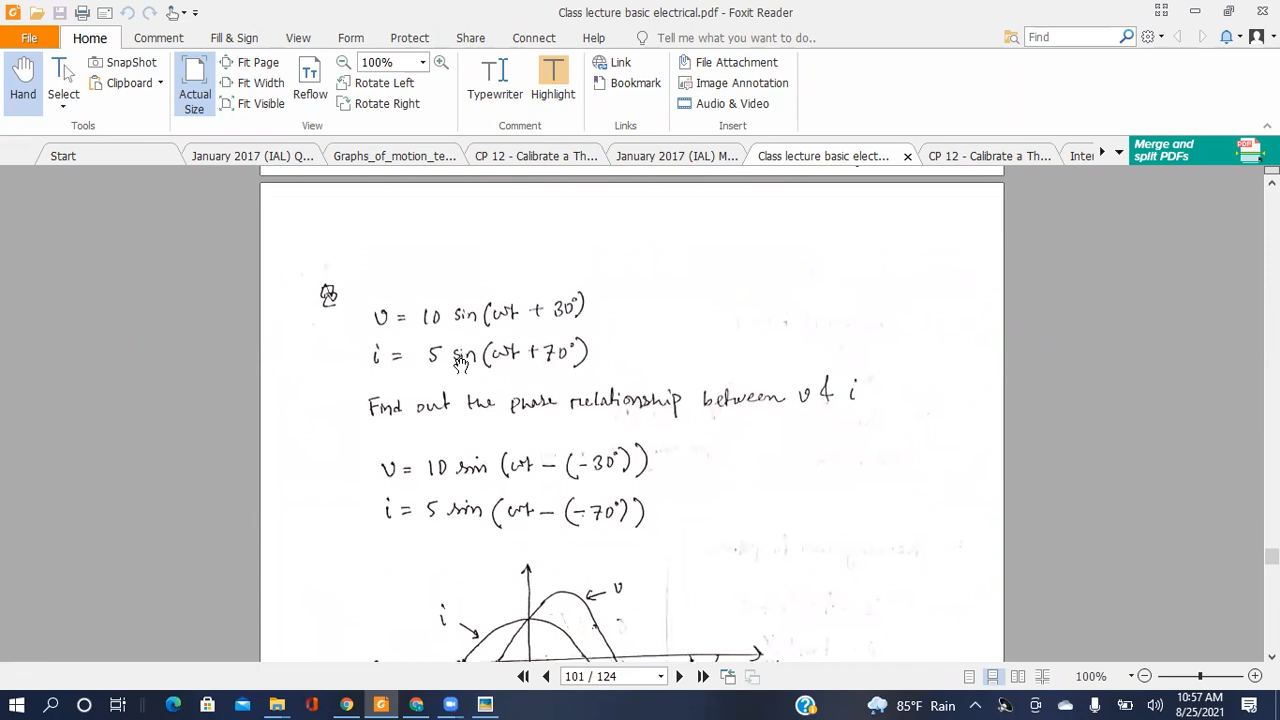 Class lecture basic electrical.pdf - Foxit Reader
File Home Comment Fill & Sign View Form Protect Share Connect Help Tell me what you want to do.. Find
Hand
Select
SnapShot
Clipboard
Actual Size
Fit Page
Fit Width
Fit Visible
Reflow
100%
Rotate Left
Rotate Right
Typewriter
Highlight
Link
Bookmark
File Attachment
Image Annotation
Audio & Video
Tools View Comment Links Insert
Start January 2017 (IAL) Q... Graphs_of_motion_te... CP 12 - Calibrate a Th... January 2017 (IAL) M... Class lecture basic elect... CP 12 - Calibrate a Th... Inter
Merge and
split PDFs
v = 10 sin(ωt + 30°)
i = 5 sin(ωt + 70°)
Find out the phase relationship between v & i
v = 10 sin (ωt - (-30°))
i = 5 sin (ωt - (-70°))
v
i
101 / 124
100%
85°F Rain
10:57 AM
8/25/2021